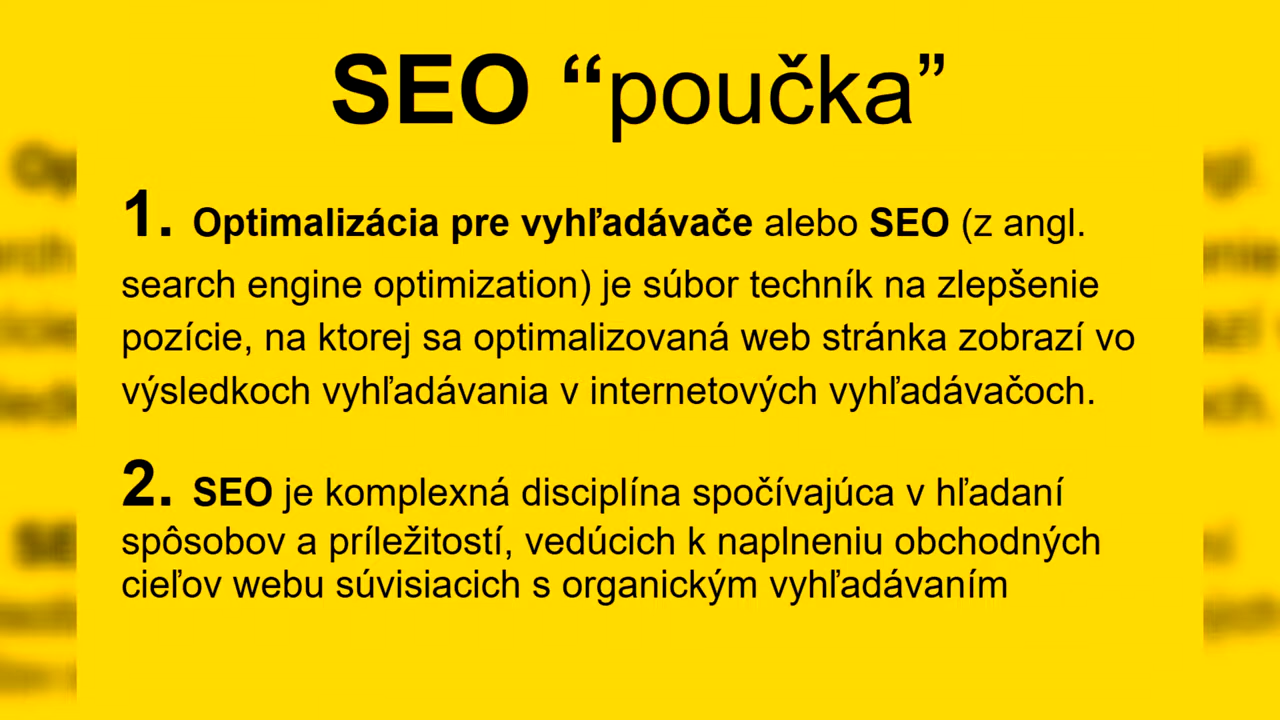 SEO “poučka”
1. Optimalizácia pre vyhľadávače alebo SEO (z angl.
search engine optimization) je súbor techník na zlepšenie
pozície, na ktorej sa optimalizovaná web stránka zobrazí vo
výsledkoch vyhľadávania v internetových vyhľadávačoch.
2. SEO je komplexná disciplína spočívajúca v hľadaní
spôsobov a príležitostí, vedúcich k naplneniu obchodných
cieľov webu súvisiacich s organickým vyhľadávaním